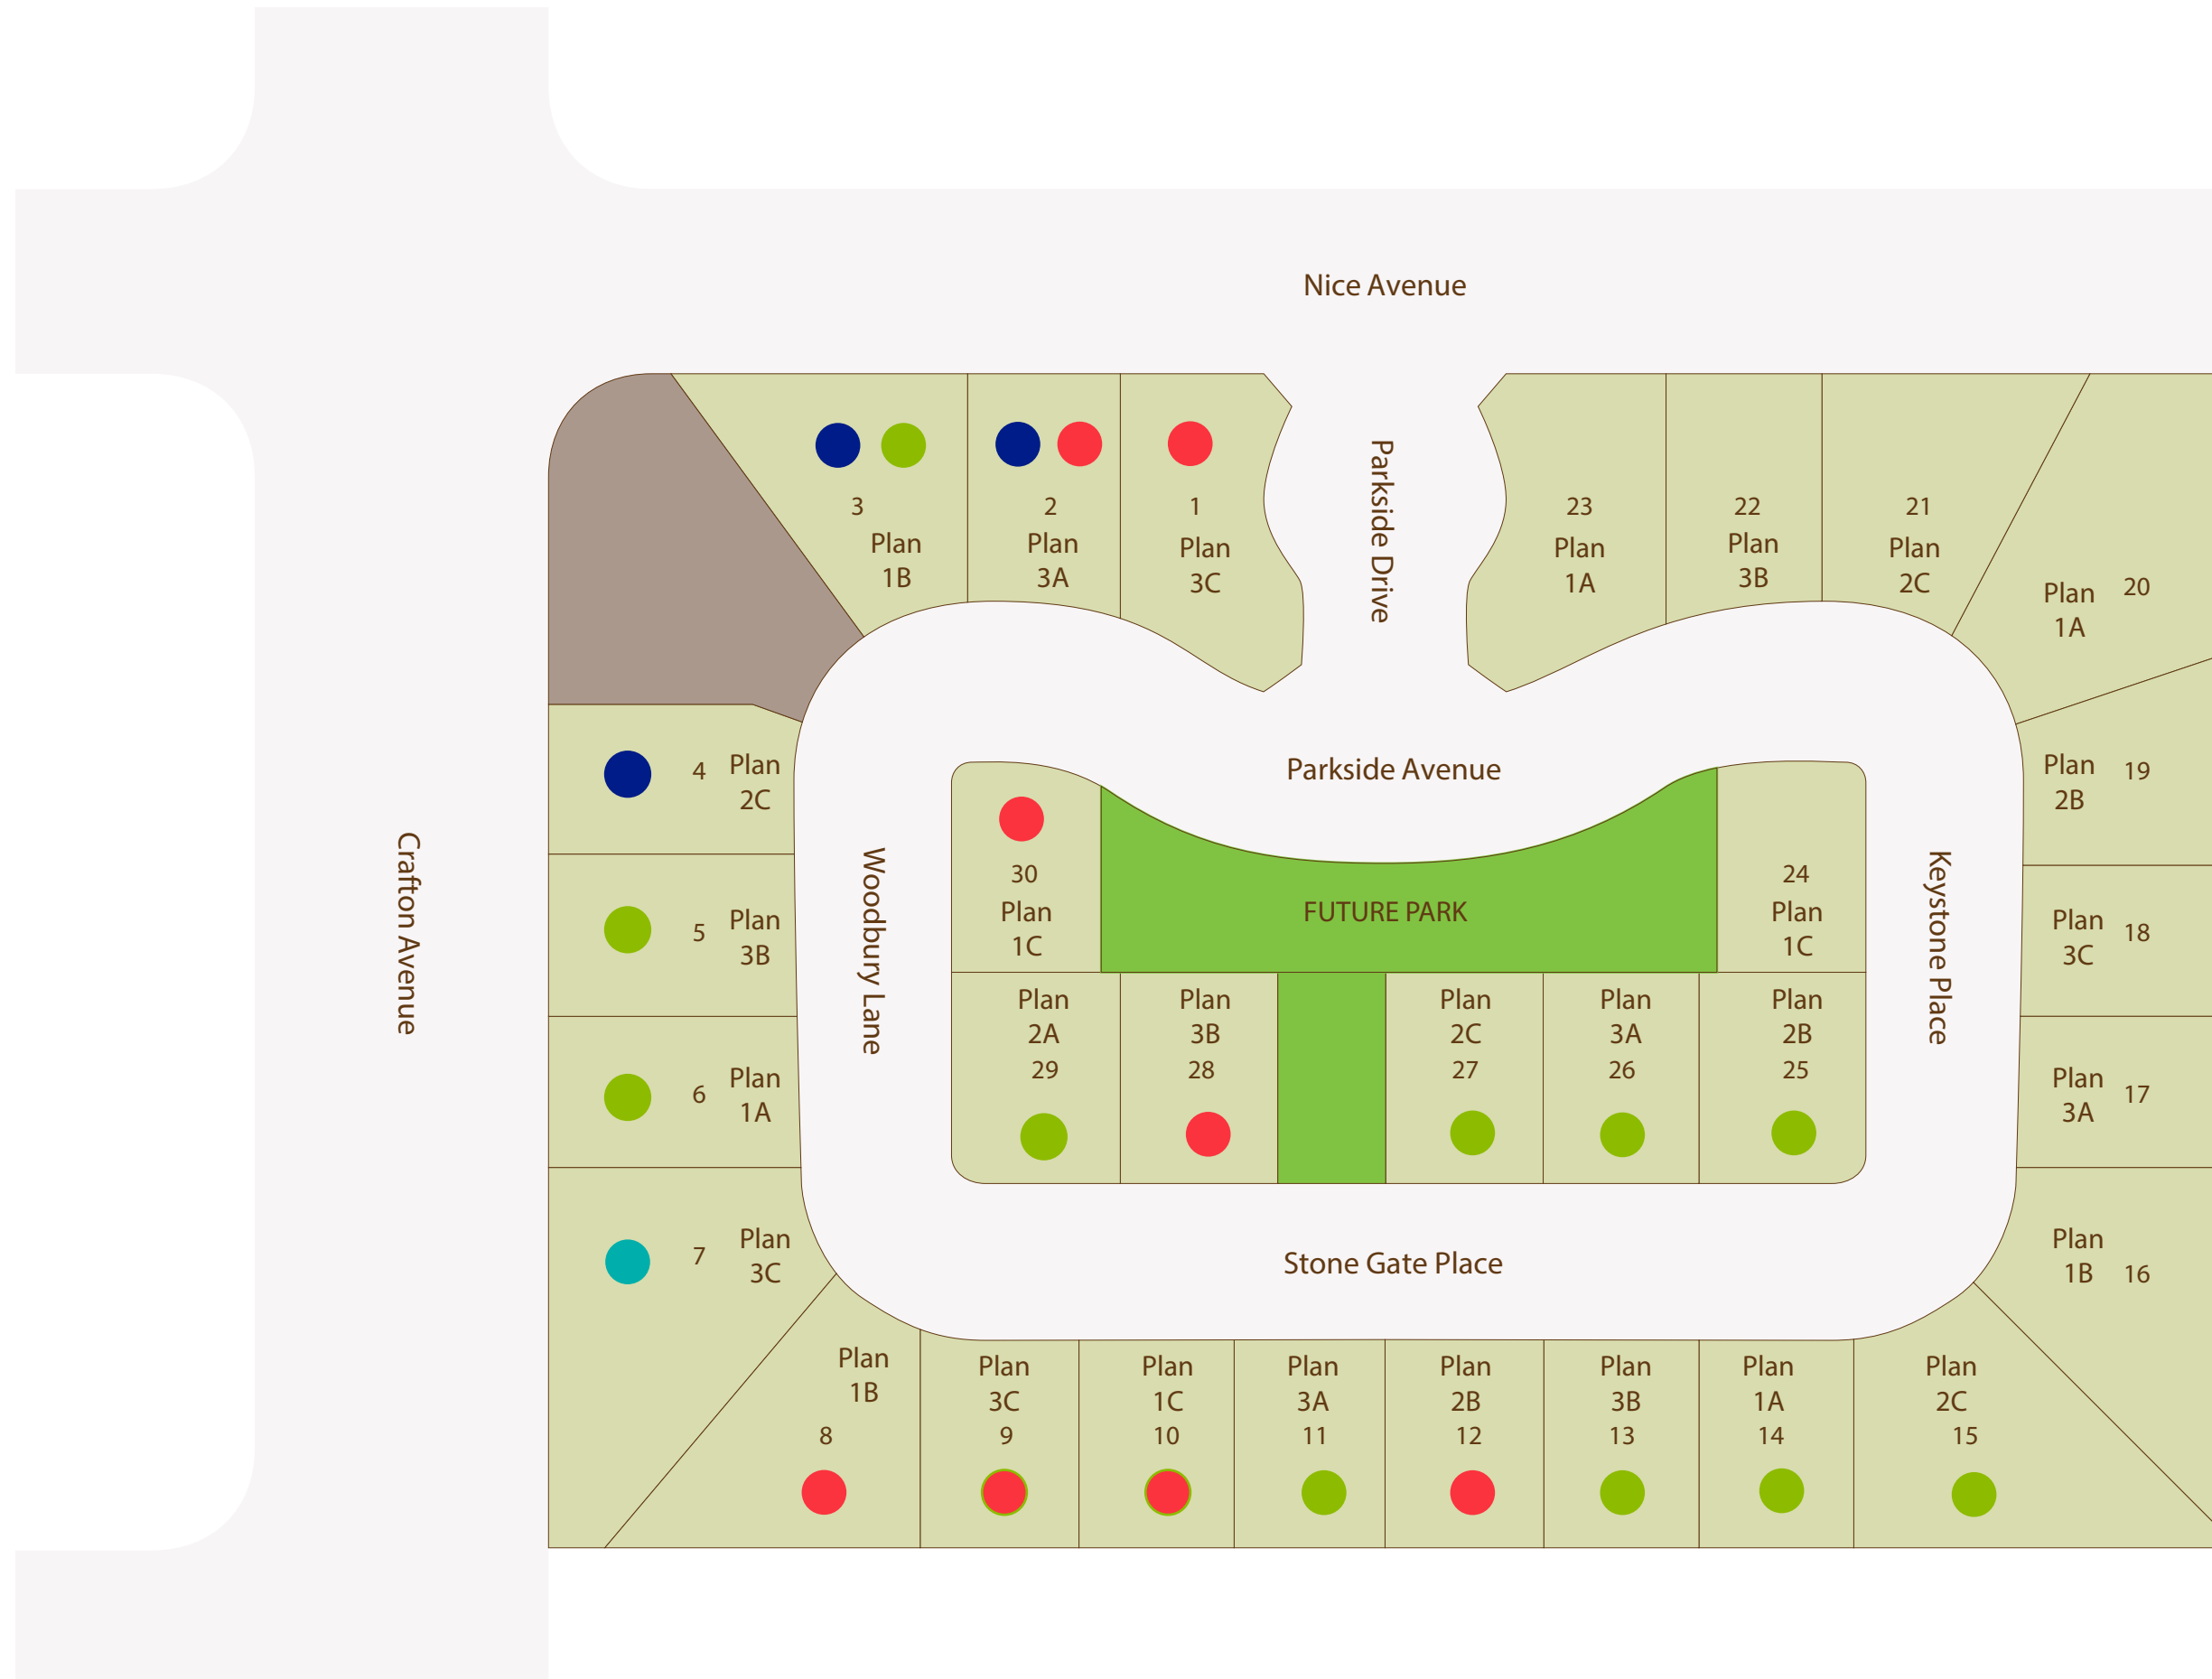 Nice Avenue
Parkside Drive
3
Plan
1B
2
Plan
3A
1
Plan
3C
23
Plan
1A
22
Plan
3B
21
Plan
2C
20
Plan
1A
Parkside Avenue
4
Plan
2C
Plan
2B
19
Crafton Avenue
Woodbury Lane
Keystone Place
30
Plan
1C
FUTURE PARK
24
Plan
1C
5
Plan
3B
Plan
3C
18
Plan
2A
29
Plan
3B
28
Plan
2C
27
Plan
3A
26
Plan
2B
25
6
Plan
1A
Plan
3A
17
7
Plan
3C
Stone Gate Place
Plan
1B
16
Plan
1B
8
Plan
3C
9
Plan
1C
10
Plan
3A
11
Plan
2B
12
Plan
3B
13
Plan
1A
14
Plan
2C
15